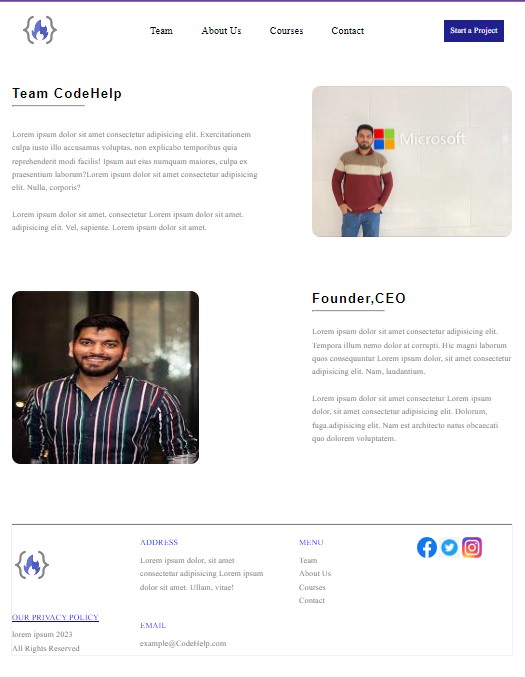 Team About Us Courses Contact Start a Project
Team CodeHelp
Lorem ipsum dolor sit amet consectetur adipisicing elit. Exercitationem
culpa iusto illo accusamus voluptas, non explicabo temporibus quia
reprehenderit modi facilis! Ipsum aut eius numquam maiores, culpa ex
praesentium laborum?Lorem ipsum dolor sit amet consectetur adipisicing
elit. Nulla, corporis?
Lorem ipsum dolor sit amet, consectetur Lorem ipsum dolor sit amet.
adipisicing elit. Vel, sapiente. Lorem ipsum dolor sit amet.
Microsoft
Founder,CEO
Lorem ipsum dolor sit amet consectetur adipisicing elit.
Tempora illum nemo dolor at corrupti. Hic magni laborum
quos consequuntur Lorem ipsum dolor, sit amet consectetur
adipisicing elit. Nam, laudantium.
Lorem ipsum dolor sit amet consectetur Lorem ipsum
dolor, sit amet consectetur adipisicing elit. Dolorum,
fuga.adipisicing elit. Nam est architecto natus obcaecati
quo dolorem voluptatem.
OUR PRIVACY POLICY
lorem ipsum 2023
All Rights Reserved
ADDRESS
Lorem ipsum dolor, sit amet
consectetur adipisicing Lorem ipsum
dolor sit amet. Ullam, vitae!
EMAIL
example@CodeHelp.com
MENU
Team
About Us
Courses
Contact